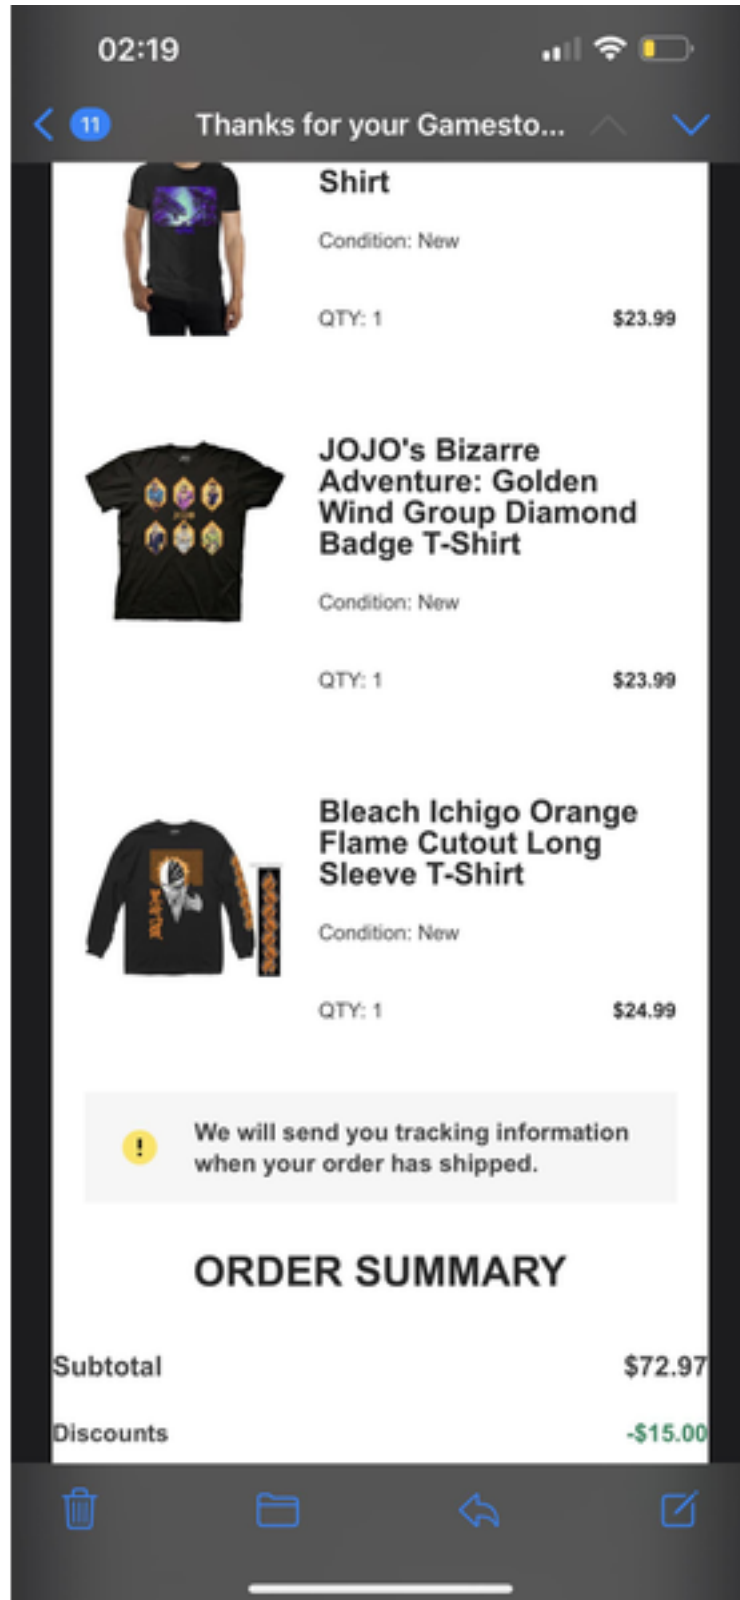 02:19
11
Thanks for your Gamesto...
Shirt
Condition: New
QTY: 1 $23.99
JOJO's Bizarre
Adventure: Golden
Wind Group Diamond
Badge T-Shirt
Condition: New
QTY: 1 $23.99
Bleach Ichigo Orange
Flame Cutout Long
Sleeve T-Shirt
Condition: New
QTY: 1 $24.99
We will send you tracking information
when your order has shipped.
ORDER SUMMARY
Subtotal $72.97
Discounts -$15.00